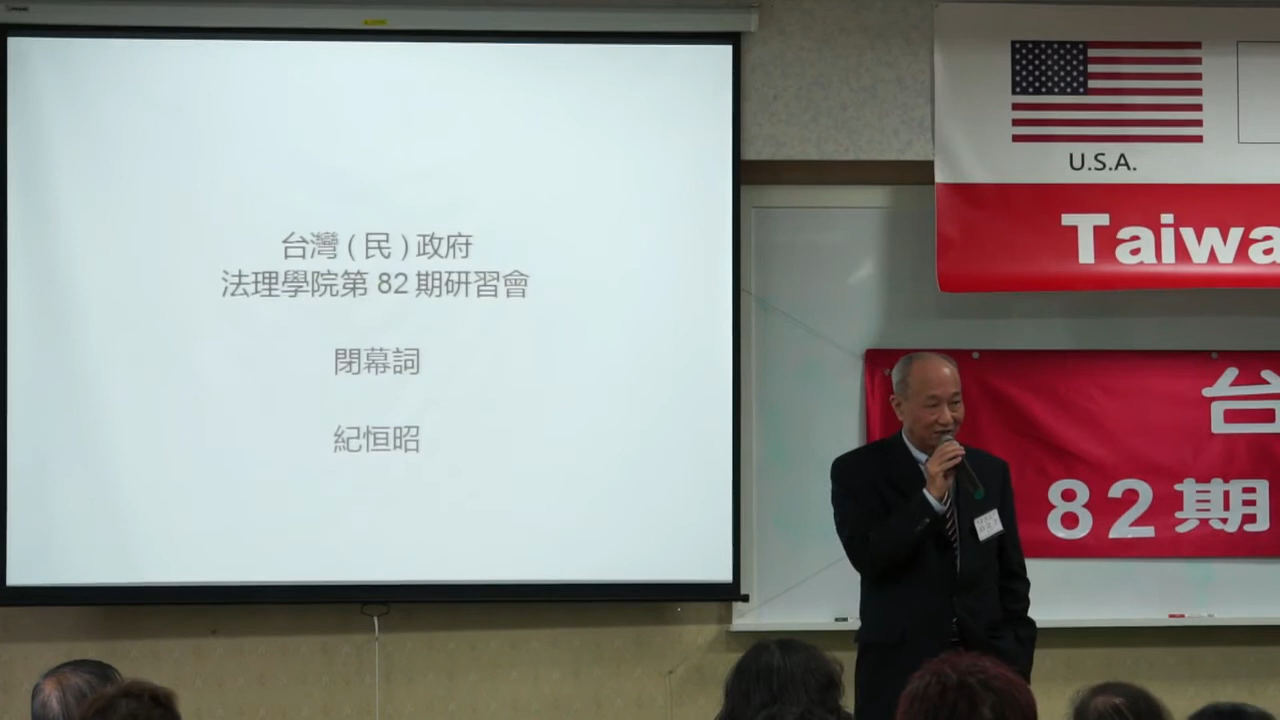 台灣 ( 民 ) 政府
法理學院第 82 期研習會
閉幕詞
紀恒昭
U.S.A.
Taiwa
台
82期